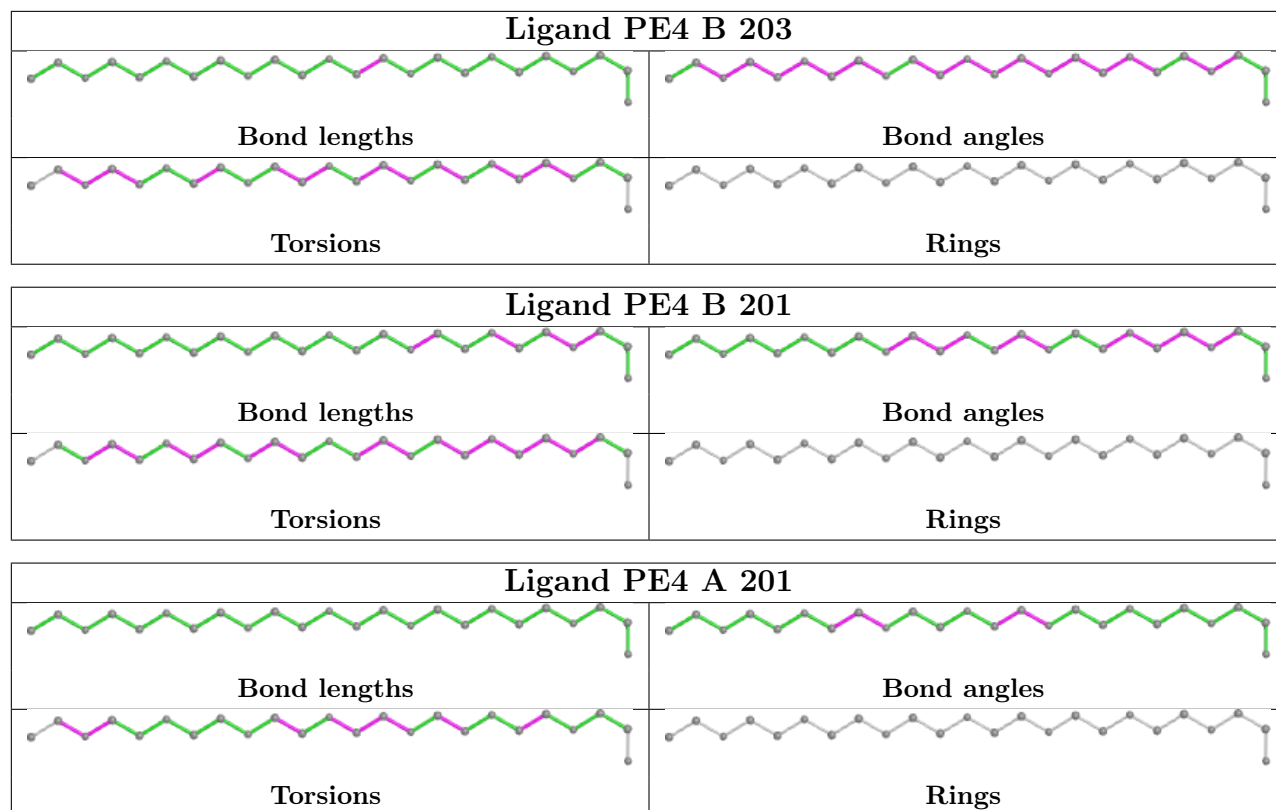 Ligand PE4 B 203
Bond lengths Bond angles
Torsions Rings
Ligand PE4 B 201
Bond lengths Bond angles
Torsions Rings
Ligand PE4 A 201
Bond lengths Bond angles
Torsions Rings